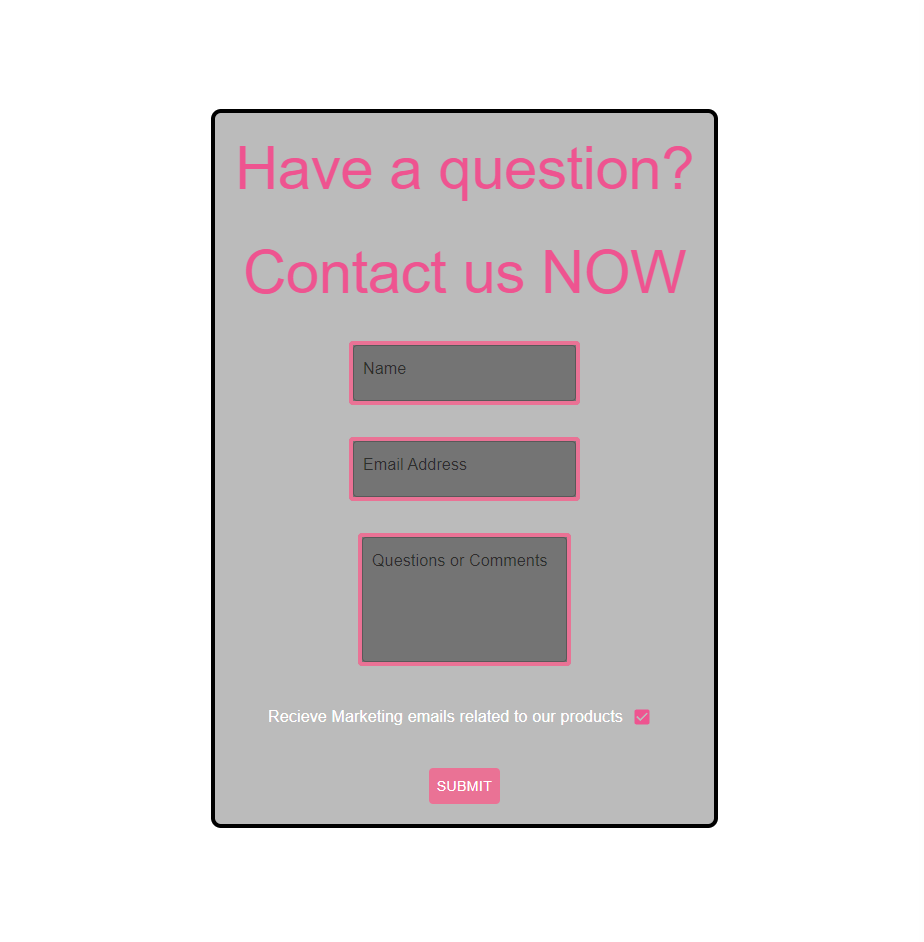 Have a question?
Contact us NOW
Name
Email Address
Questions or Comments
Recieve Marketing emails related to our products
SUBMIT